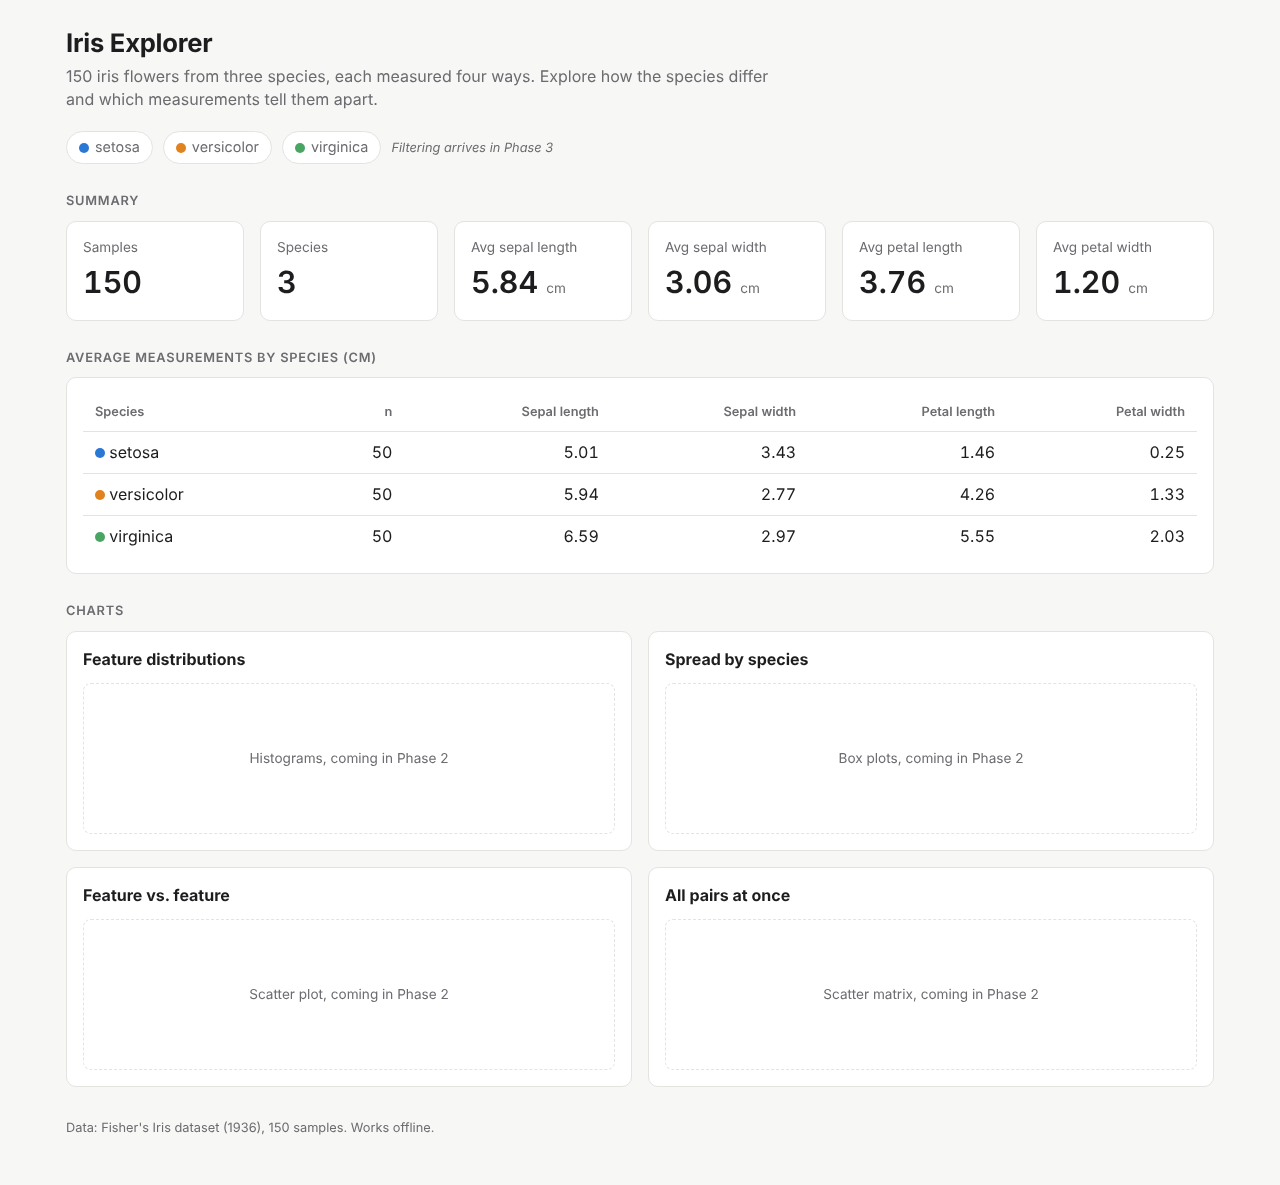 Iris Explorer
150 iris flowers from three species, each measured four ways. Explore how the species differ
and which measurements tell them apart.
setosa versicolor virginica Filtering arrives in Phase 3
SUMMARY
Samples Species Avg sepal length Avg sepal width Avg petal length Avg petal width
150 3 5.84 cm 3.06 cm 3.76 cm 1.20 cm
AVERAGE MEASUREMENTS BY SPECIES (CM)
Species n Sepal length Sepal width Petal length Petal width
setosa 50 5.01 3.43 1.46 0.25
versicolor 50 5.94 2.77 4.26 1.33
virginica 50 6.59 2.97 5.55 2.03
CHARTS
Feature distributions
Histograms, coming in Phase 2
Spread by species
Box plots, coming in Phase 2
Feature vs. feature
Scatter plot, coming in Phase 2
All pairs at once
Scatter matrix, coming in Phase 2
Data: Fisher's Iris dataset (1936), 150 samples. Works offline.